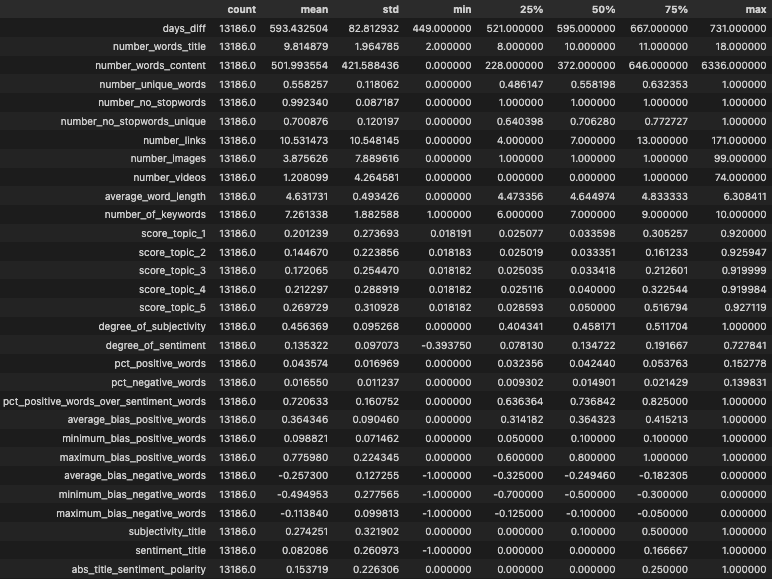 count mean std min 25% 50% 75% max
days_diff 13186.0 593.432504 82.812932 449.000000 521.000000 595.000000 667.000000 731.000000
number_words_title 13186.0 9.814879 1.964785 2.000000 8.000000 10.000000 11.000000 18.000000
number_words_content 13186.0 501.993554 421.588436 0.000000 228.000000 372.000000 646.000000 6336.000000
number_unique_words 13186.0 0.558257 0.118062 0.000000 0.486147 0.558198 0.632353 1.000000
number_no_stopwords 13186.0 0.992340 0.087187 0.000000 1.000000 1.000000 1.000000 1.000000
number_no_stopwords_unique 13186.0 0.700876 0.120197 0.000000 0.640398 0.706280 0.772727 1.000000
number_links 13186.0 10.531473 10.548145 0.000000 4.000000 7.000000 13.000000 171.000000
number_images 13186.0 3.875626 7.889616 0.000000 1.000000 1.000000 1.000000 99.000000
number_videos 13186.0 1.208099 4.264581 0.000000 0.000000 0.000000 1.000000 74.000000
average_word_length 13186.0 4.631731 0.493426 0.000000 4.473356 4.644974 4.833333 6.308411
number_of_keywords 13186.0 7.261338 1.882588 1.000000 6.000000 7.000000 9.000000 10.000000
score_topic_1 13186.0 0.201239 0.273693 0.018191 0.025077 0.033598 0.305257 0.920000
score_topic_2 13186.0 0.144670 0.223856 0.018183 0.025019 0.033351 0.161233 0.925947
score_topic_3 13186.0 0.172065 0.254470 0.018182 0.025035 0.033418 0.212601 0.919999
score_topic_4 13186.0 0.212297 0.288919 0.018182 0.025116 0.040000 0.322544 0.919984
score_topic_5 13186.0 0.269729 0.310928 0.018182 0.028593 0.050000 0.516794 0.927119
degree_of_subjectivity 13186.0 0.456369 0.095268 0.000000 0.404341 0.458171 0.511704 1.000000
degree_of_sentiment 13186.0 0.135322 0.097073 -0.393750 0.078130 0.134722 0.191667 0.727841
pct_positive_words 13186.0 0.043574 0.016969 0.000000 0.032356 0.042440 0.053763 0.152778
pct_negative_words 13186.0 0.016550 0.011237 0.000000 0.009302 0.014901 0.021429 0.139831
pct_positive_words_over_sentiment_words 13186.0 0.720633 0.160752 0.000000 0.636364 0.736842 0.825000 1.000000
average_bias_positive_words 13186.0 0.364346 0.090460 0.000000 0.314182 0.364323 0.415213 1.000000
minimum_bias_positive_words 13186.0 0.098821 0.071462 0.000000 0.050000 0.100000 0.100000 1.000000
maximum_bias_positive_words 13186.0 0.775980 0.224345 0.000000 0.600000 0.800000 1.000000 1.000000
average_bias_negative_words 13186.0 -0.257300 0.127255 -1.000000 -0.325000 -0.249460 -0.182305 0.000000
minimum_bias_negative_words 13186.0 -0.494953 0.277565 -1.000000 -0.700000 -0.500000 -0.300000 0.000000
maximum_bias_negative_words 13186.0 -0.113840 0.099813 -1.000000 -0.125000 -0.100000 -0.050000 0.000000
subjectivity_title 13186.0 0.274251 0.321902 0.000000 0.000000 0.100000 0.500000 1.000000
sentiment_title 13186.0 0.082086 0.260973 -1.000000 0.000000 0.000000 0.166667 1.000000
abs_title_sentiment_polarity 13186.0 0.153719 0.226306 0.000000 0.000000 0.000000 0.250000 1.000000